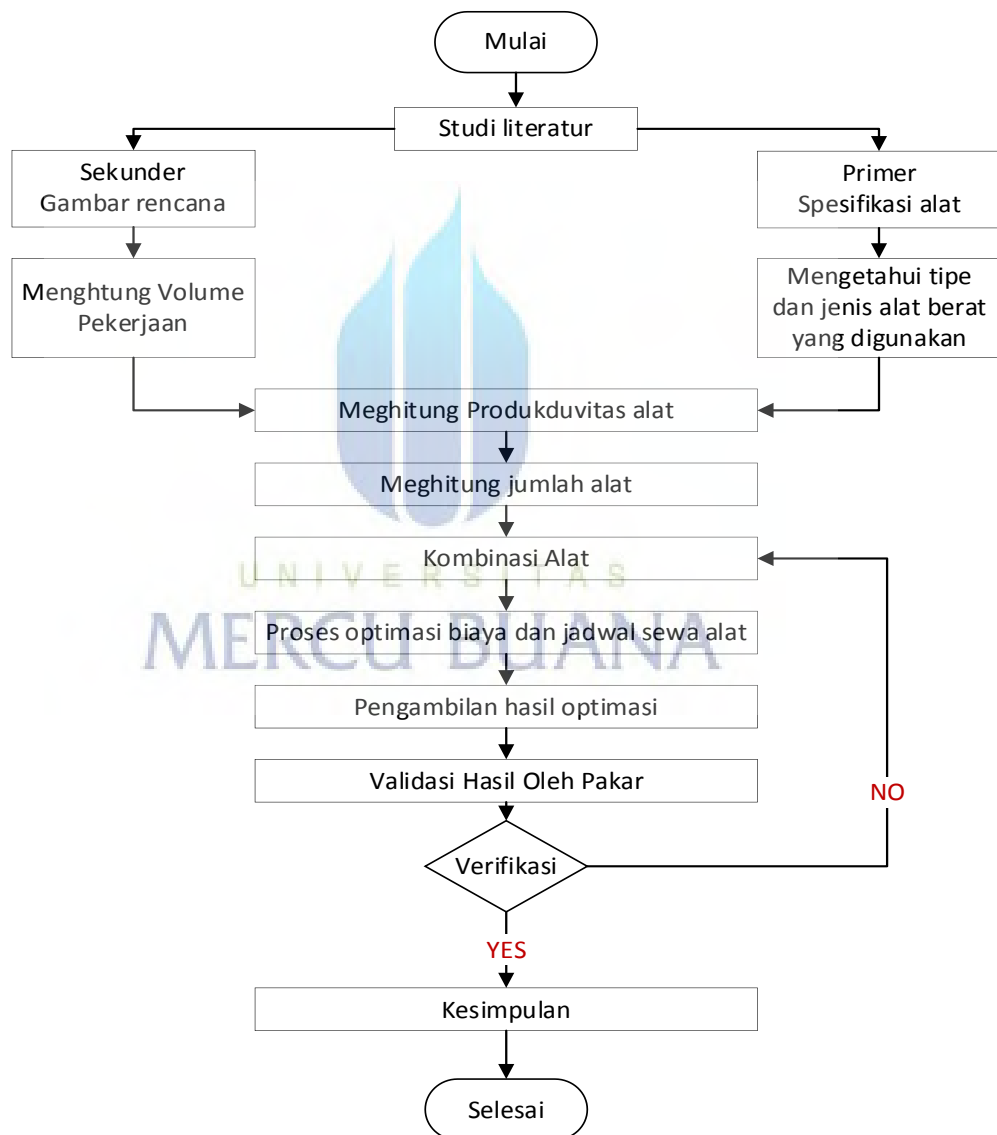 Mulai
Studi literatur
Sekunder
Gambar rencana
Primer
Spesifikasi alat
Menghtung Volume
Pekerjaan
Mengetahui tipe
dan jenis alat berat
yang digunakan
Meghitung Produkduvitas alat
Meghitung jumlah alat
Kombinasi Alat
UNIVERSITAS
MERCU BUANA
Proses optimasi biaya dan jadwal sewa alat
Pengambilan hasil optimasi
Validasi Hasil Oleh Pakar
NO
Verifikasi
YES
Kesimpulan
Selesai